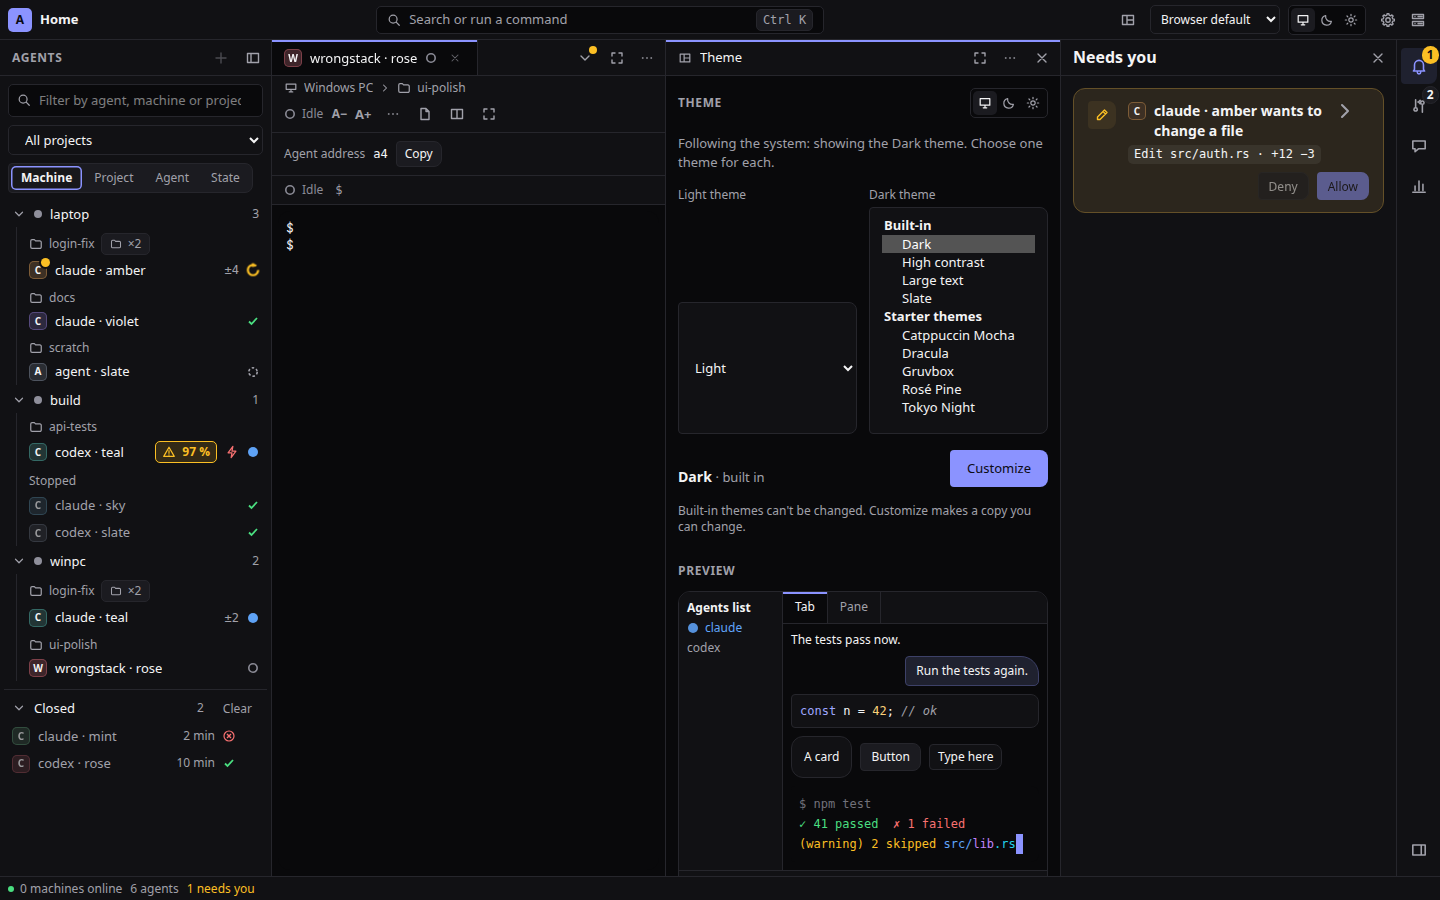 A Home
Search or run a command Ctrl K
Browser default
AGENTS
Filter by agent, machine or projec
All projects
Machine Project Agent State
laptop 3
login-fix ×2
C claude · amber ±4
docs
C claude · violet
scratch
A agent · slate
build 1
api-tests
C codex · teal 97 %
Stopped
C claude · sky
C codex · slate
winpc 2
login-fix ×2
C claude · teal ±2
ui-polish
W wrongstack · rose
Closed 2 Clear
C claude · mint 2 min
C codex · rose 10 min
W wrongstack · rose
Windows PC ui-polish
Idle A− A+
Agent address a4 Copy
Idle $
$
$
Theme
THEME
Following the system: showing the Dark theme. Choose one
theme for each.
Light theme
Light
Dark theme
Built-in
Dark
High contrast
Large text
Slate
Starter themes
Catppuccin Mocha
Dracula
Gruvbox
Rosé Pine
Tokyo Night
Dark · built in
Customize
Built-in themes can't be changed. Customize makes a copy you
can change.
PREVIEW
Agents list
claude
codex
Tab Pane
The tests pass now.
Run the tests again.
const n = 42; // ok
A card Button Type here
$ npm test
✓ 41 passed ✗ 1 failed
(warning) 2 skipped src/lib.rs
Needs you
C claude · amber wants to
change a file
Edit src/auth.rs · +12 −3
Deny Allow
1
2
0 machines online 6 agents 1 needs you